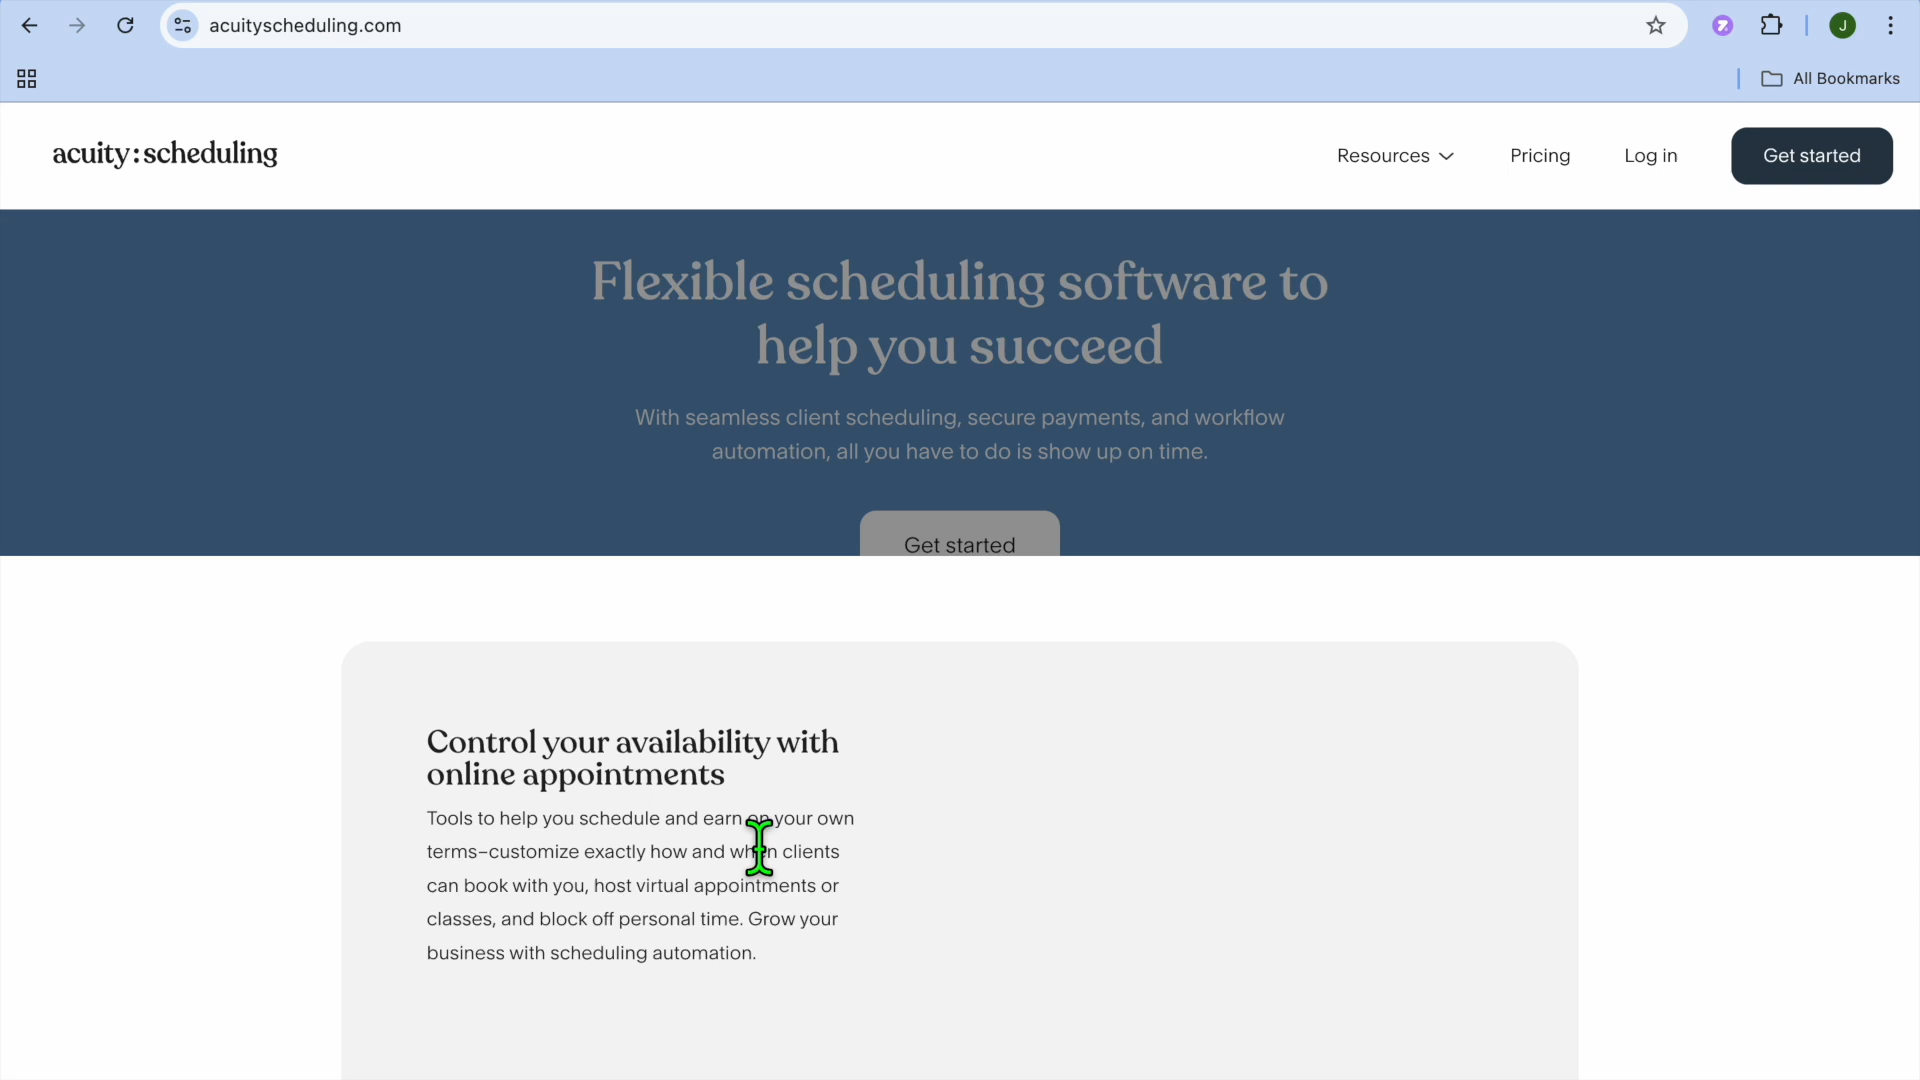 acuityscheduling.com
J
All Bookmarks
acuity:scheduling
Resources
Pricing
Log in
Get started
Flexible scheduling software to
help you succeed
With seamless client scheduling, secure payments, and workflow
automation, all you have to do is show up on time.
Get started
Control your availability with
online appointments
Tools to help you schedule and earn on your own
terms–customize exactly how and when clients
can book with you, host virtual appointments or
classes, and block off personal time. Grow your
business with scheduling automation.